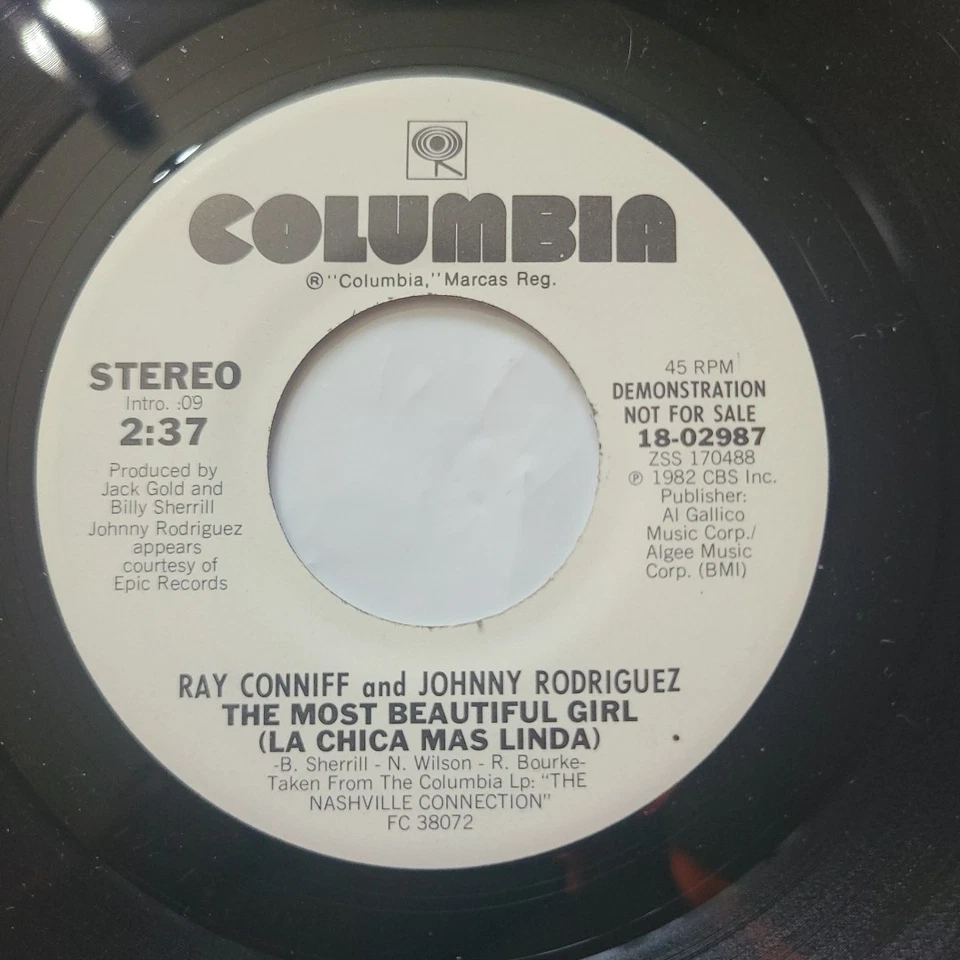 COLUMBIA
® "Columbia," Marcas Reg.
STEREO
Intro. :09
2:37
Produced by
Jack Gold and
Billy Sherrill
Johnny Rodriguez
appears
courtesy of
Epic Records
45 RPM
DEMONSTRATION
NOT FOR SALE
18-02987
ZSS 170488
℗ 1982 CBS Inc.
Publisher:
Al Gallico
Music Corp./
Algee Music
Corp. (BMI)
RAY CONNIFF and JOHNNY RODRIGUEZ
THE MOST BEAUTIFUL GIRL
(LA CHICA MAS LINDA)
-B. Sherrill - N. Wilson - R. Bourke-
Taken From The Columbia Lp: "THE
NASHVILLE CONNECTION"
FC 38072